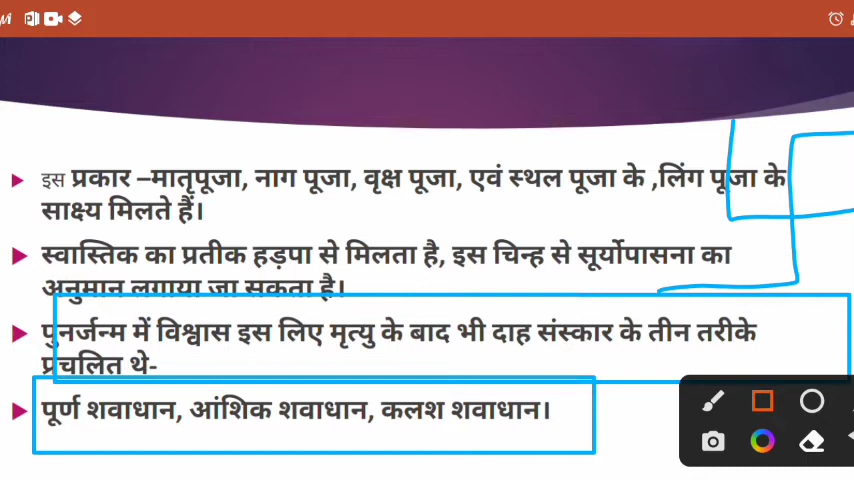 इस प्रकार –मातृपूजा, नाग पूजा, वृक्ष पूजा, एवं स्थल पूजा के ,लिंग पूजा के
साक्ष्य मिलते हैं।
स्वास्तिक का प्रतीक हड़पा से मिलता है, इस चिन्ह से सूर्योपासना का
अनुमान लगाया जा सकता है।
पुनर्जन्म में विश्वास इस लिए मृत्यु के बाद भी दाह संस्कार के तीन तरीके
प्रचलित थे-
पूर्ण शवाधान, आंशिक शवाधान, कलश शवाधान।